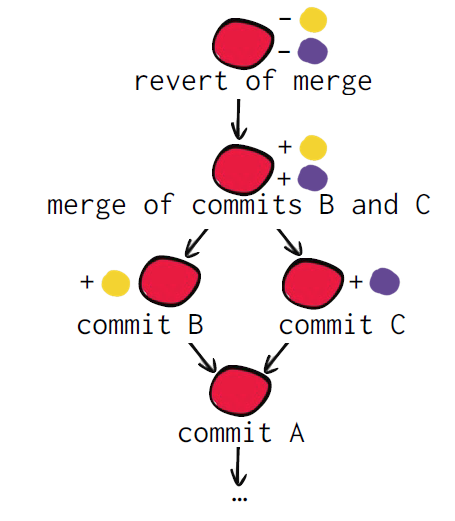 -
-
revert of merge
+
+
merge of commits B and C
+
+
commit B
commit C
commit A
...